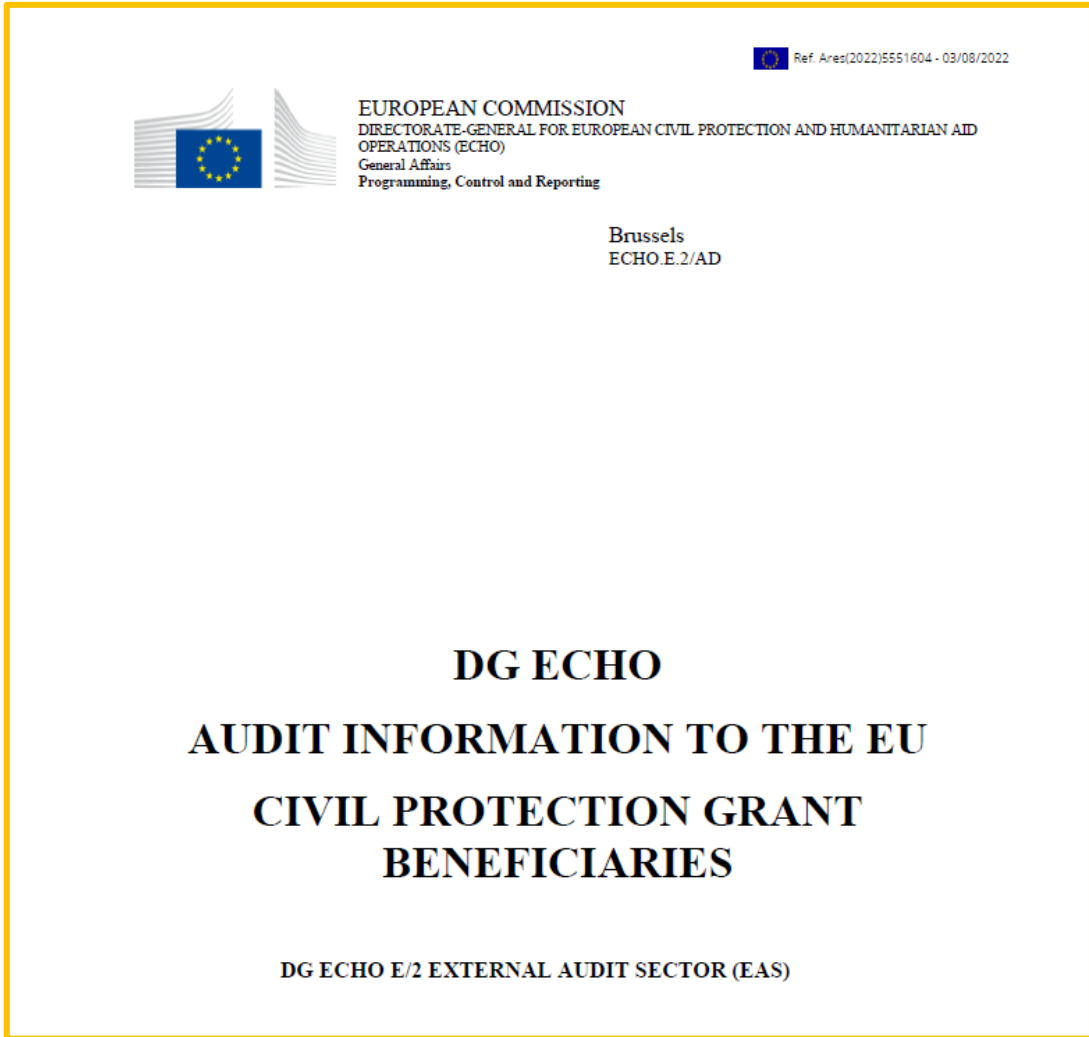 Ref. Ares(2022)5551604 - 03/08/2022
EUROPEAN COMMISSION
DIRECTORATE-GENERAL FOR EUROPEAN CIVIL PROTECTION AND HUMANITARIAN AID
OPERATIONS (ECHO)
General Affairs
Programming, Control and Reporting
Brussels
ECHO.E.2/AD
DG ECHO
AUDIT INFORMATION TO THE EU
CIVIL PROTECTION GRANT
BENEFICIARIES
DG ECHO E/2 EXTERNAL AUDIT SECTOR (EAS)